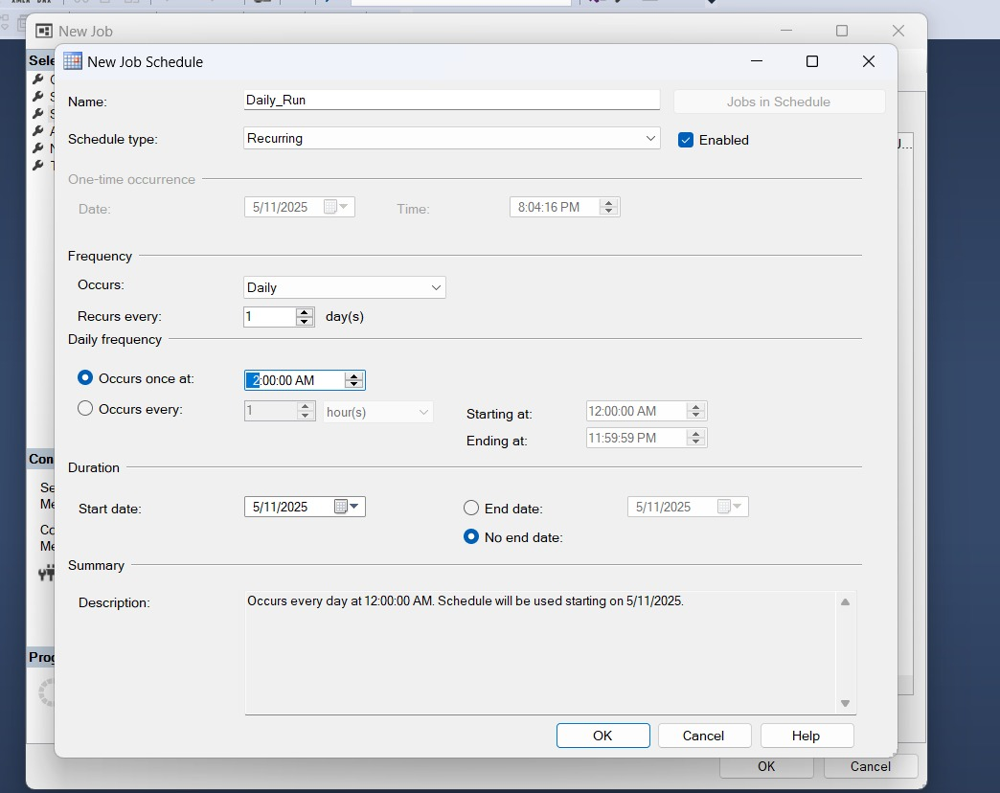 New Job
Sele
New Job Schedule
Name:
Daily_Run
Jobs in Schedule
Schedule type:
Recurring
Enabled
J...
One-time occurrence
Date:
5/11/2025
Time:
8:04:16 PM
Frequency
Occurs:
Daily
Recurs every:
1
day(s)
Daily frequency
Occurs once at:
2:00:00 AM
Occurs every:
1
hour(s)
Starting at:
12:00:00 AM
Ending at:
11:59:59 PM
Con
Duration
Se
Me
Start date:
5/11/2025
End date:
5/11/2025
Co
Me
No end date:
Summary
Description:
Occurs every day at 12:00:00 AM. Schedule will be used starting on 5/11/2025.
Prog
OK
Cancel
Help
OK
Cancel